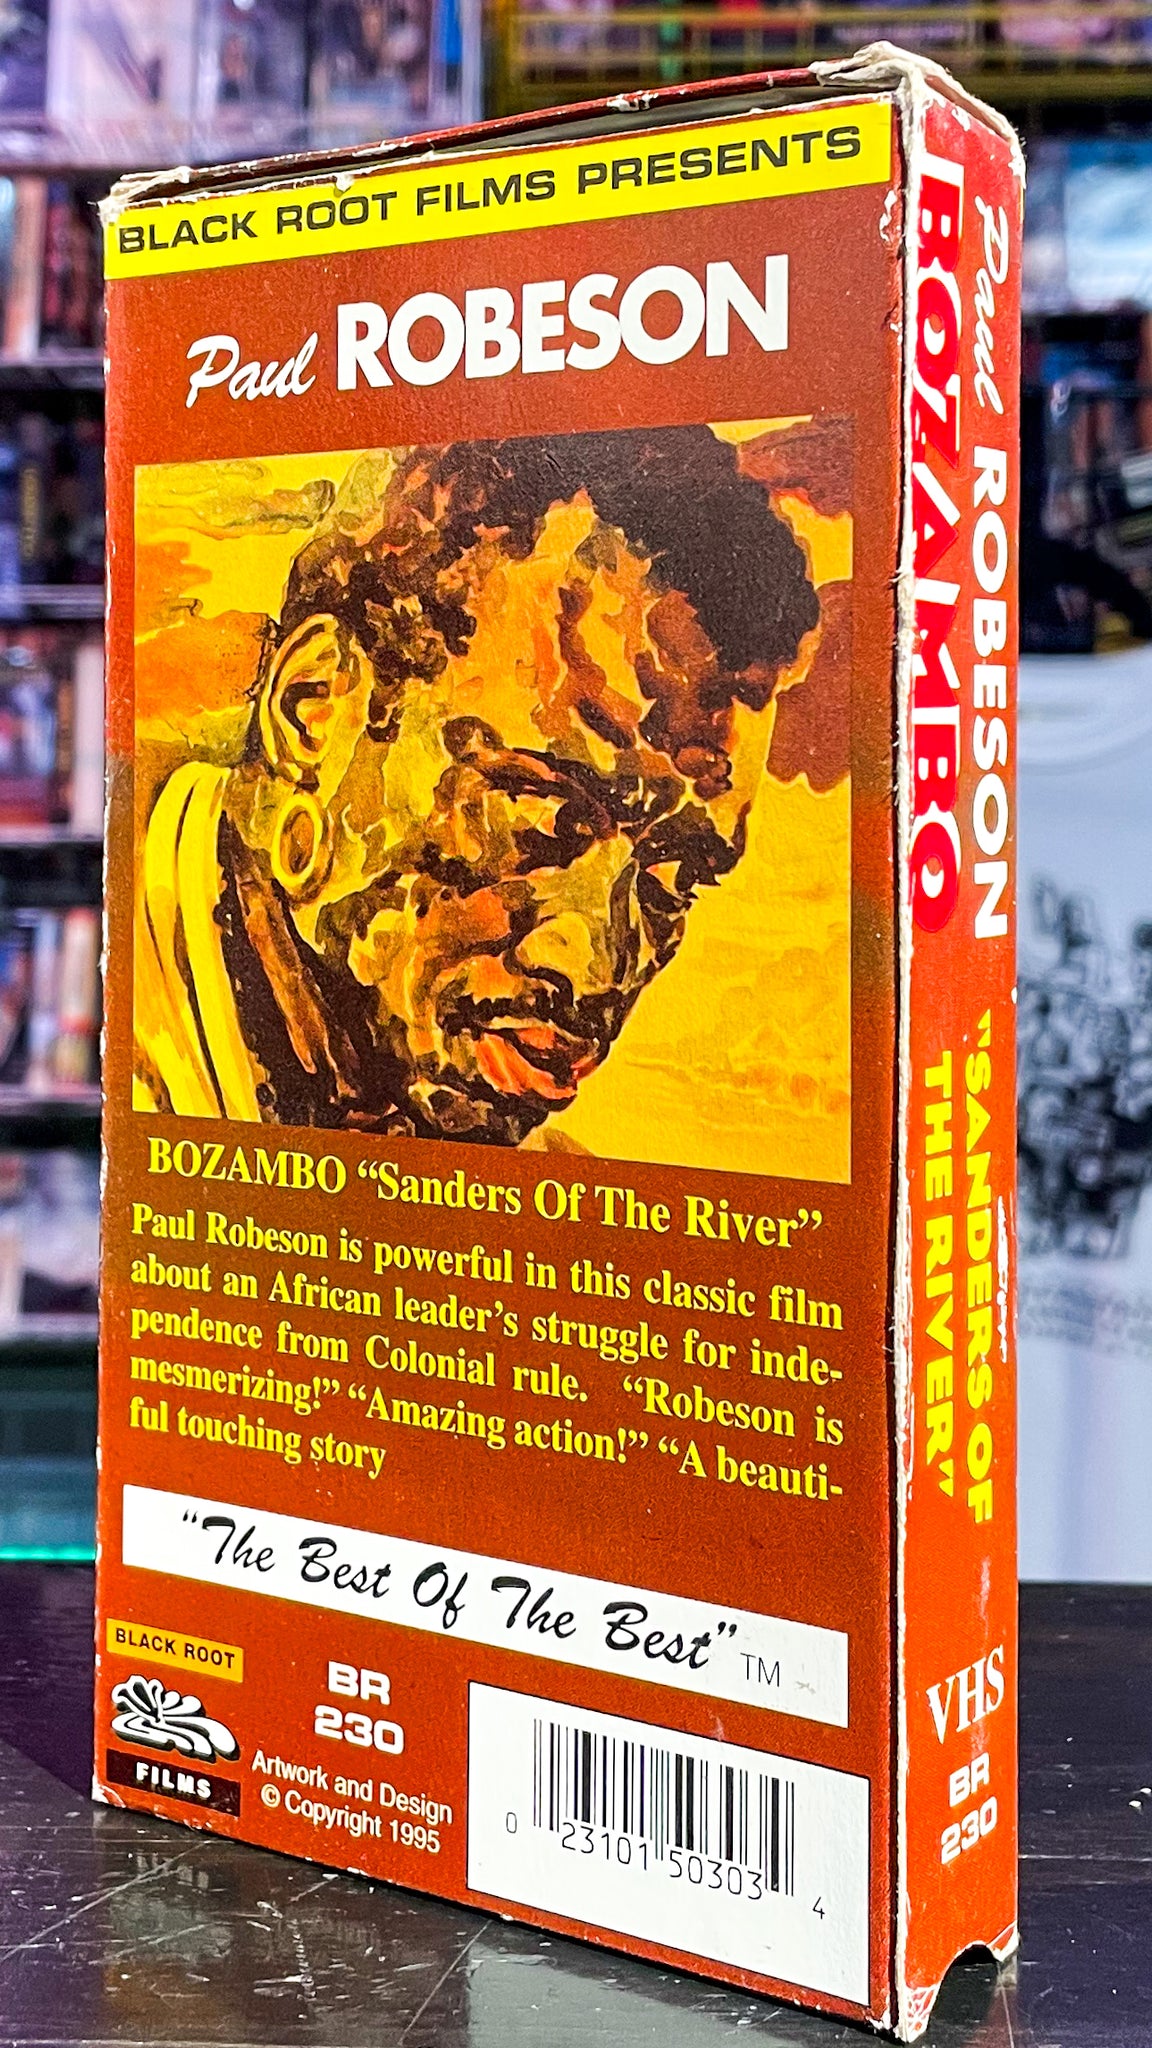 BLACK ROOT FILMS PRESENTS
Paul ROBESON
BOZAMBO “Sanders Of The River”
Paul Robeson is powerful in this classic film
about an African leader’s struggle for inde-
pendence from Colonial rule. “Robeson is
mesmerizing!” “Amazing action!” “A beauti-
ful touching story
“The Best Of The Best” TM
BLACK ROOT
FILMS
BR
230
Artwork and Design
© Copyright 1995
0 23101 50303 4
Paul ROBESON
BOZAMBO
"SANDERS OF
THE RIVER"
VHS
BR
230